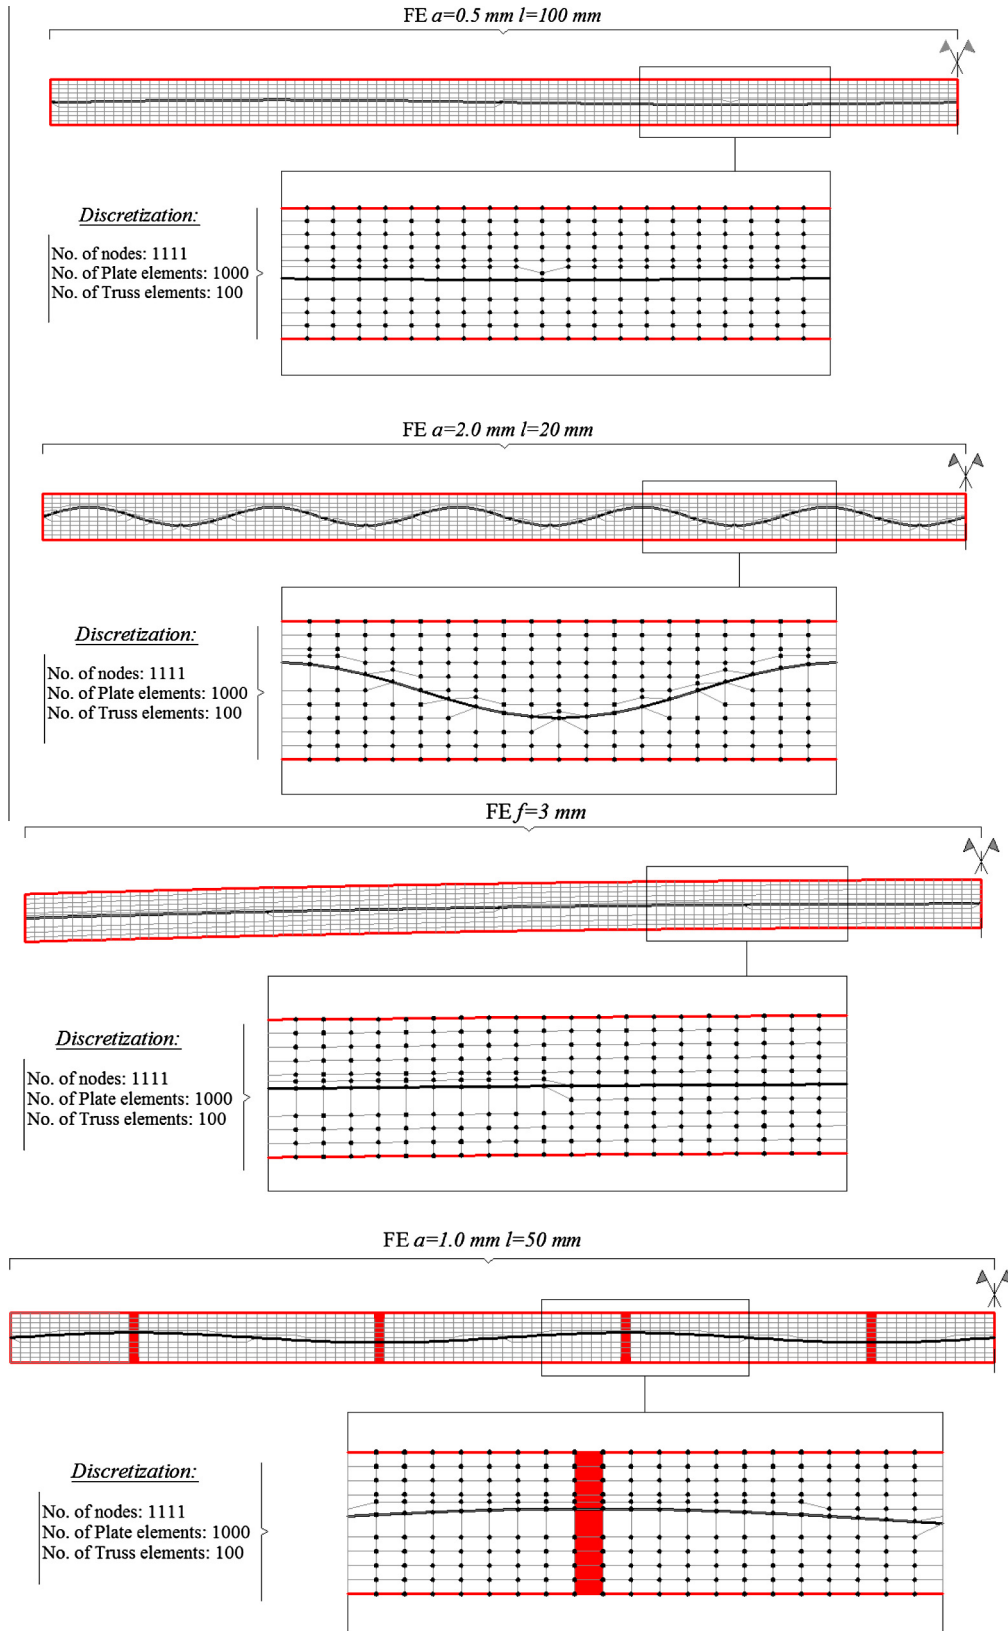 FE a=0.5 mm l=100 mm
Discretization:
No. of nodes: 1111
No. of Plate elements: 1000
No. of Truss elements: 100
FE a=2.0 mm l=20 mm
Discretization:
No. of nodes: 1111
No. of Plate elements: 1000
No. of Truss elements: 100
FE f=3 mm
Discretization:
No. of nodes: 1111
No. of Plate elements: 1000
No. of Truss elements: 100
FE a=1.0 mm l=50 mm
Discretization:
No. of nodes: 1111
No. of Plate elements: 1000
No. of Truss elements: 100